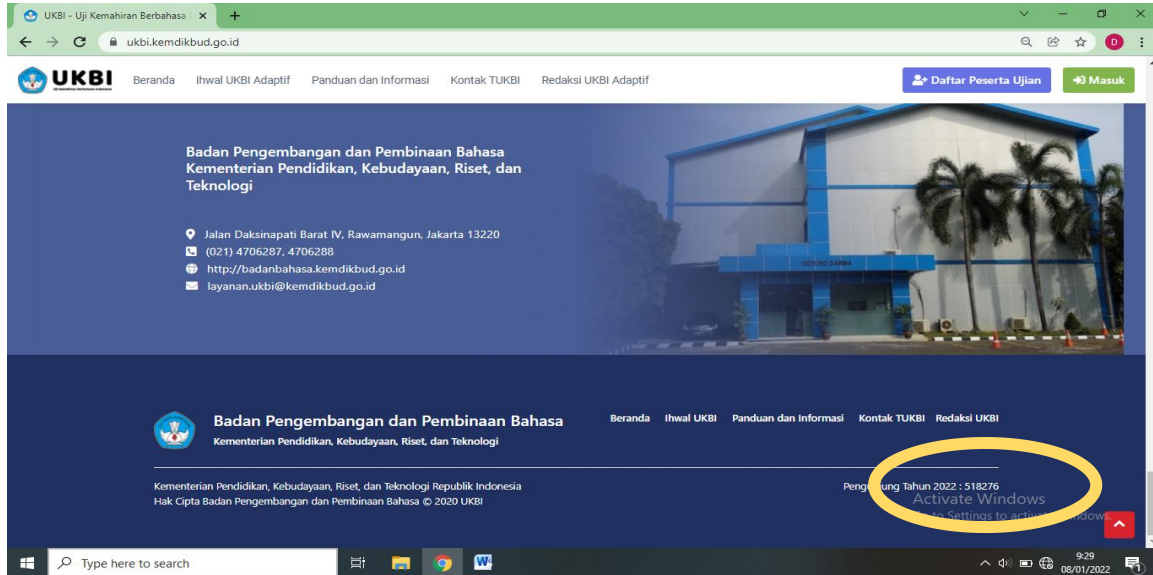 UKBI - Uji Kemahiran Berbahasa
ukbi.kemdikbud.go.id
D
UKBI
Beranda Ihwal UKBI Adaptif Panduan dan Informasi Kontak TUKBI Redaksi UKBI Adaptif
Daftar Peserta Ujian
Masuk
Badan Pengembangan dan Pembinaan Bahasa
Kementerian Pendidikan, Kebudayaan, Riset, dan
Teknologi
Jalan Daksinapati Barat IV, Rawamangun, Jakarta 13220
(021) 4706287, 4706288
http://badanbahasa.kemdikbud.go.id
layanan.ukbi@kemdikbud.go.id
Badan Pengembangan dan Pembinaan Bahasa
Kementerian Pendidikan, Kebudayaan, Riset, dan Teknologi
Beranda Ihwal UKBI Panduan dan Informasi Kontak TUKBI Redaksi UKBI
Kementerian Pendidikan, Kebudayaan, Riset, dan Teknologi Republik Indonesia
Hak Cipta Badan Pengembangan dan Pembinaan Bahasa © 2020 UKBI
Tahun 2022 : 518276
Activate Windows
to Settings to activate
Type here to search
9:29
08/01/2022